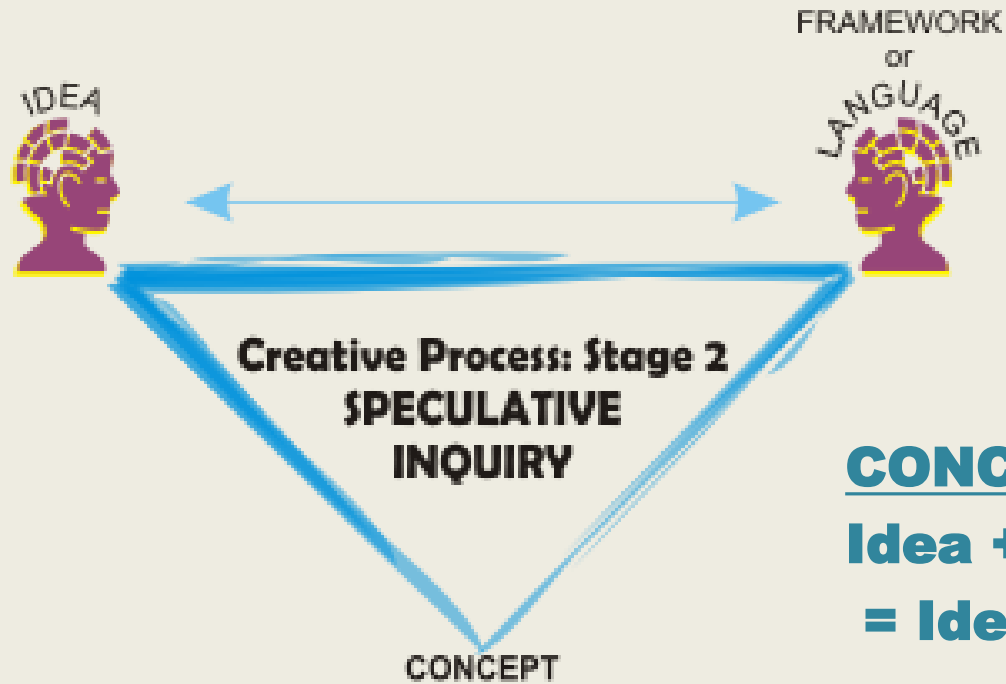 FRAMEWORK
or
LANGUAGE
IDEA
Creative Process: Stage 2
SPECULATIVE
INQUIRY
CONC
Idea +
= Ide
CONCEPT